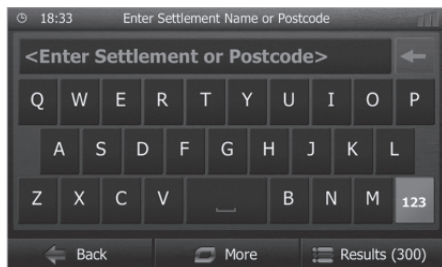 18:33 Enter Settlement Name or Postcode
<Enter Settlement or Postcode>
Q W E R T Y U I O P
A S D F G H J K L
Z X C V B N M 123
Back More Results (300)